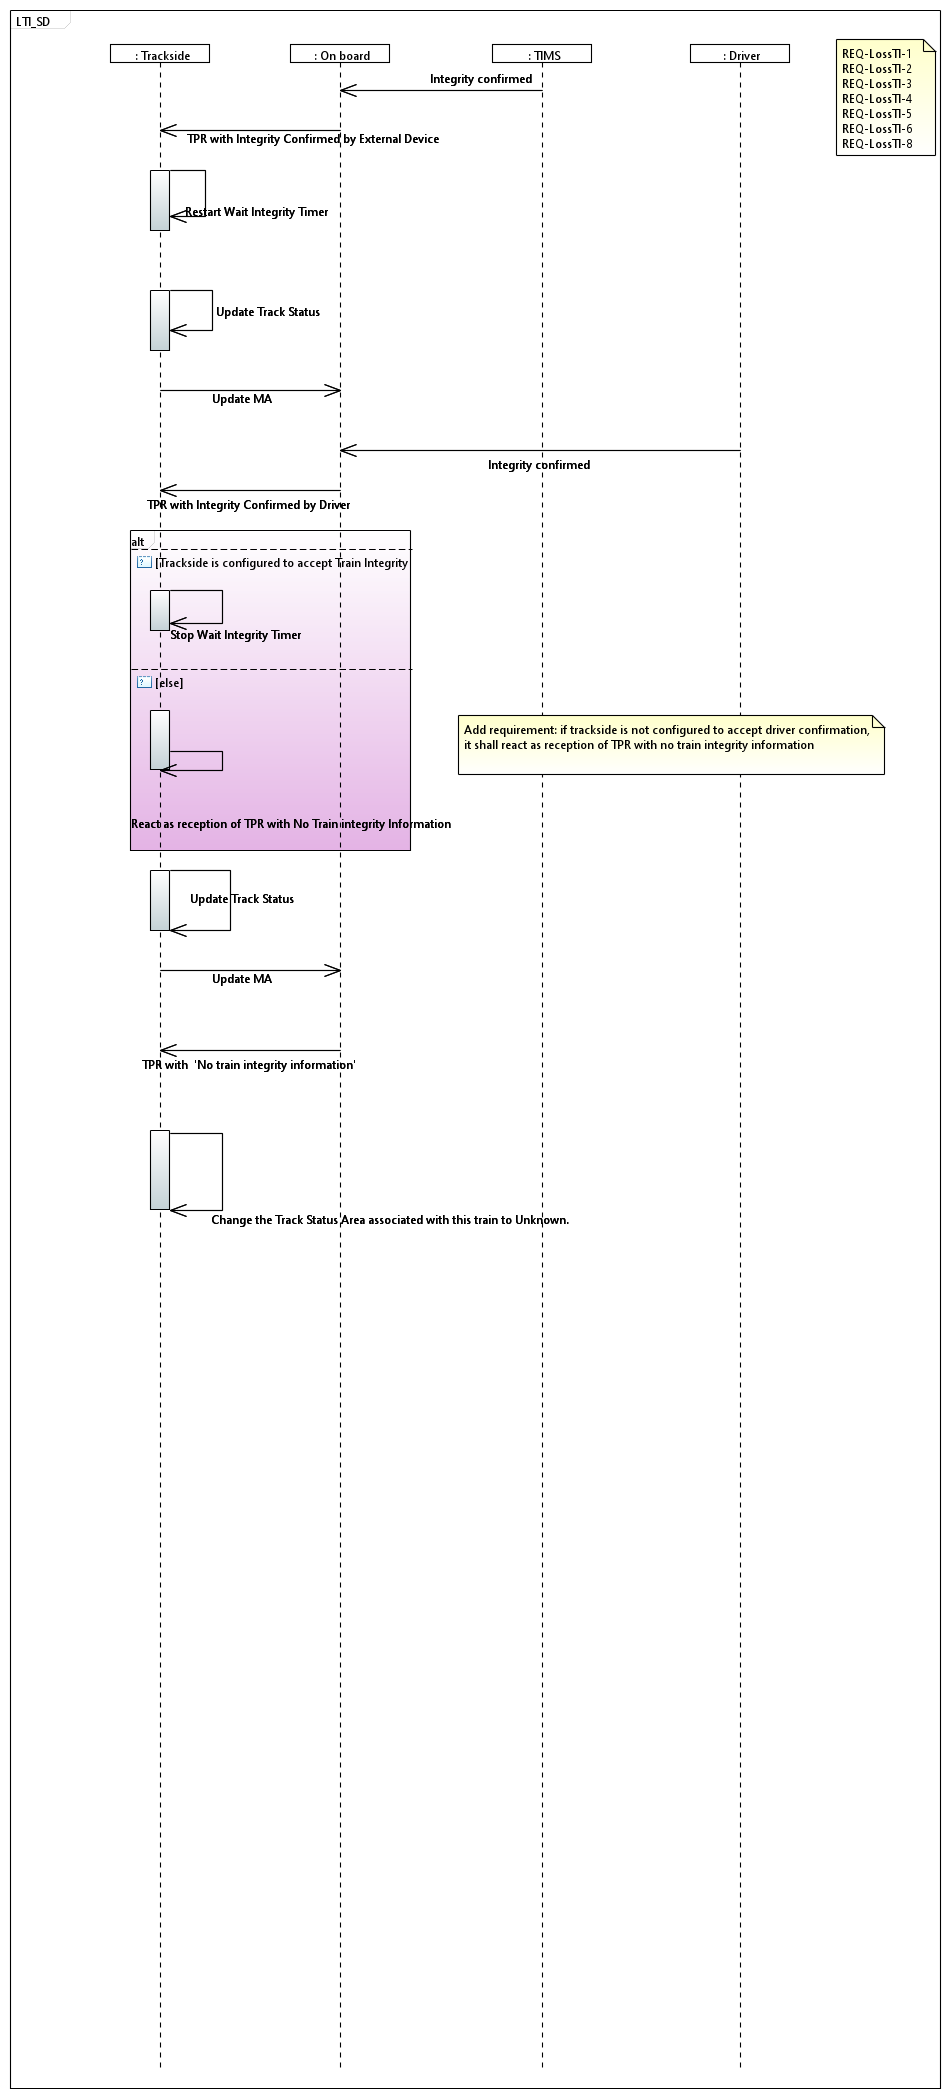 LTI_SD
: Trackside
: On board
: TIMS
: Driver
REQ-LossTI-1
REQ-LossTI-2
REQ-LossTI-3
REQ-LossTI-4
REQ-LossTI-5
REQ-LossTI-6
REQ-LossTI-8
Integrity confirmed
TPR with Integrity Confirmed by External Device
Restart Wait Integrity Timer
Update Track Status
Update MA
Integrity confirmed
TPR with Integrity Confirmed by Driver
alt
? [Trackside is configured to accept Train Integrity
Stop Wait Integrity Timer
? [else]
Add requirement: if trackside is not configured to accept driver confirmation,
it shall react as reception of TPR with no train integrity information
React as reception of TPR with No Train integrity Information
Update Track Status
Update MA
TPR with 'No train integrity information'
Change the Track Status Area associated with this train to Unknown.